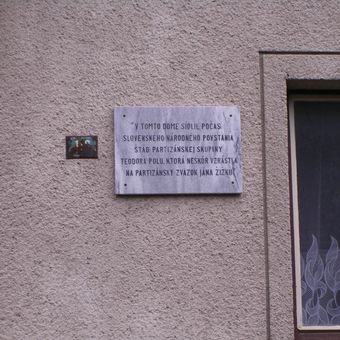 "V TOMTO DOME SÍDLIL POČAS
SLOVENSKÉHO NÁRODNÉHO POVSTANIA
ŠTÁB PARTIZÁNSKEJ SKUPINY
TEODORA POLU, KTORÁ NESKÔR VZRÁSTLA
NA PARTIZÁNSKY ZVÄZOK JÁNA ŽIŽKU."